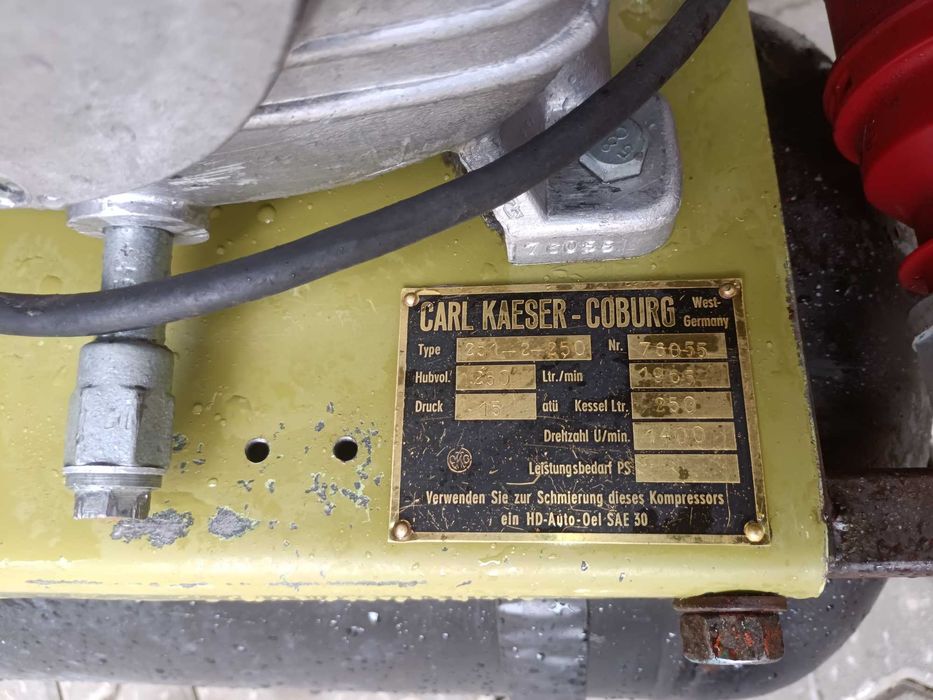 76055
CARL KAESER-COBURG West-Germany
Type 251-2-250 Nr. 76055
Hubvol. 250 Ltr./min 1965
Druck 15 atü Kessel Ltr. 250
Drehzahl U/min. 1400
Leistungsbedarf PS
Verwenden Sie zur Schmierung dieses Kompressors
ein HD-Auto-Oel SAE 30